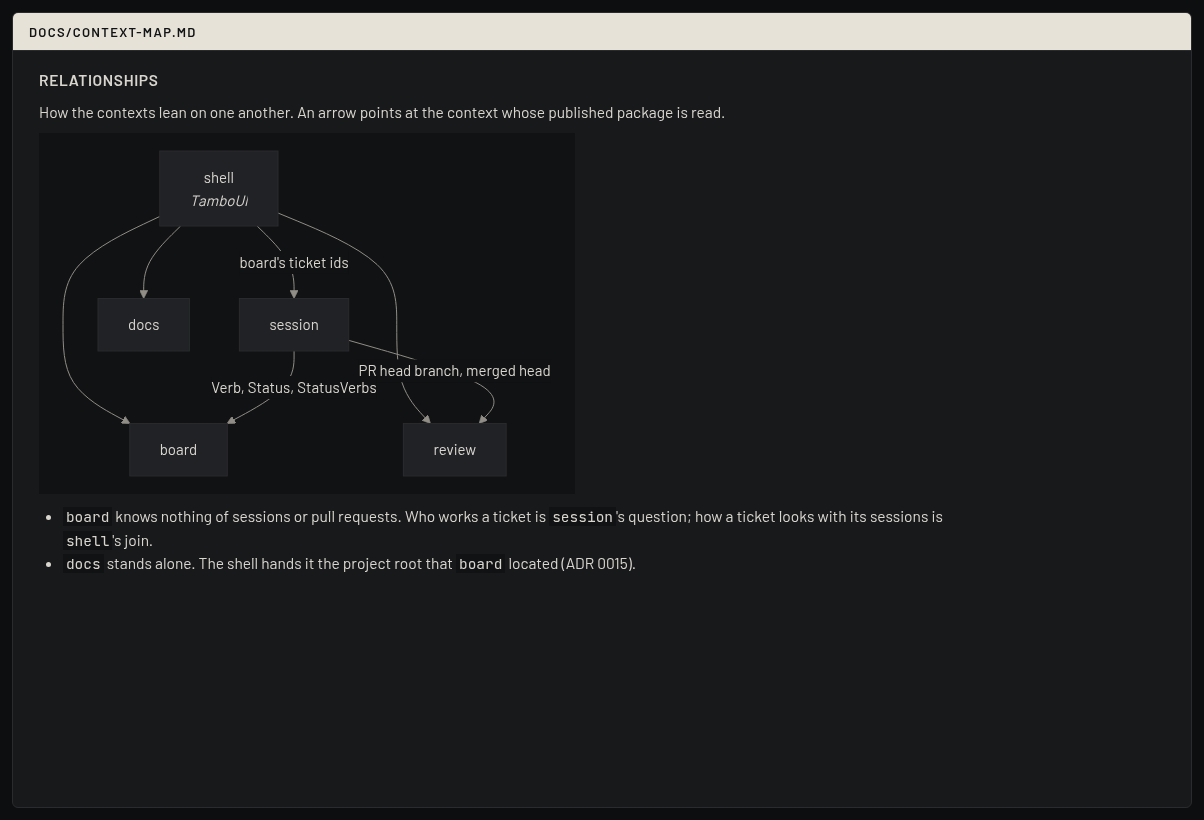 DOCS/CONTEXT-MAP.MD
RELATIONSHIPS
How the contexts lean on one another. An arrow points at the context whose published package is read.
shell
TamboUI
board's ticket ids
docs
session
PR head branch, merged head
Verb, Status, StatusVerbs
board
review
• board knows nothing of sessions or pull requests. Who works a ticket is session's question; how a ticket looks with its sessions is
shell's join.
• docs stands alone. The shell hands it the project root that board located (ADR 0015).